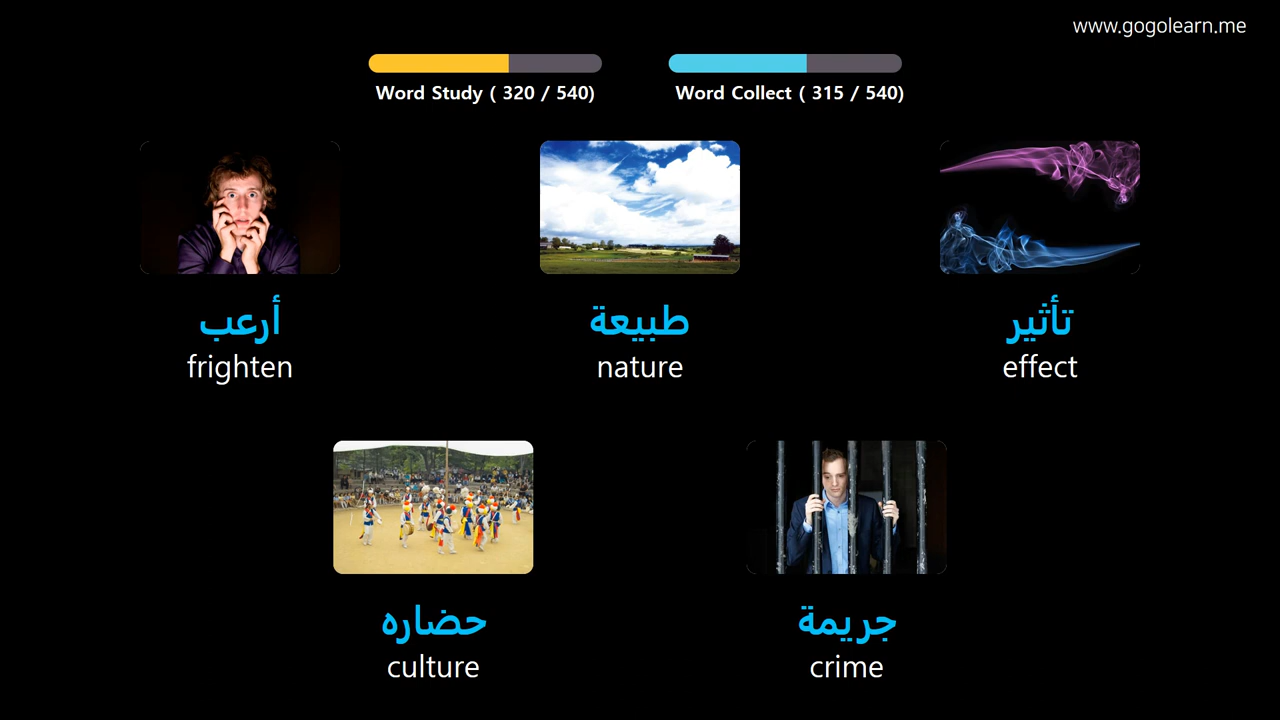 www.gogolearn.me
Word Study ( 320 / 540)
Word Collect ( 315 / 540)
أرعب
frighten
طبيعة
nature
تأثير
effect
حضاره
culture
جريمة
crime